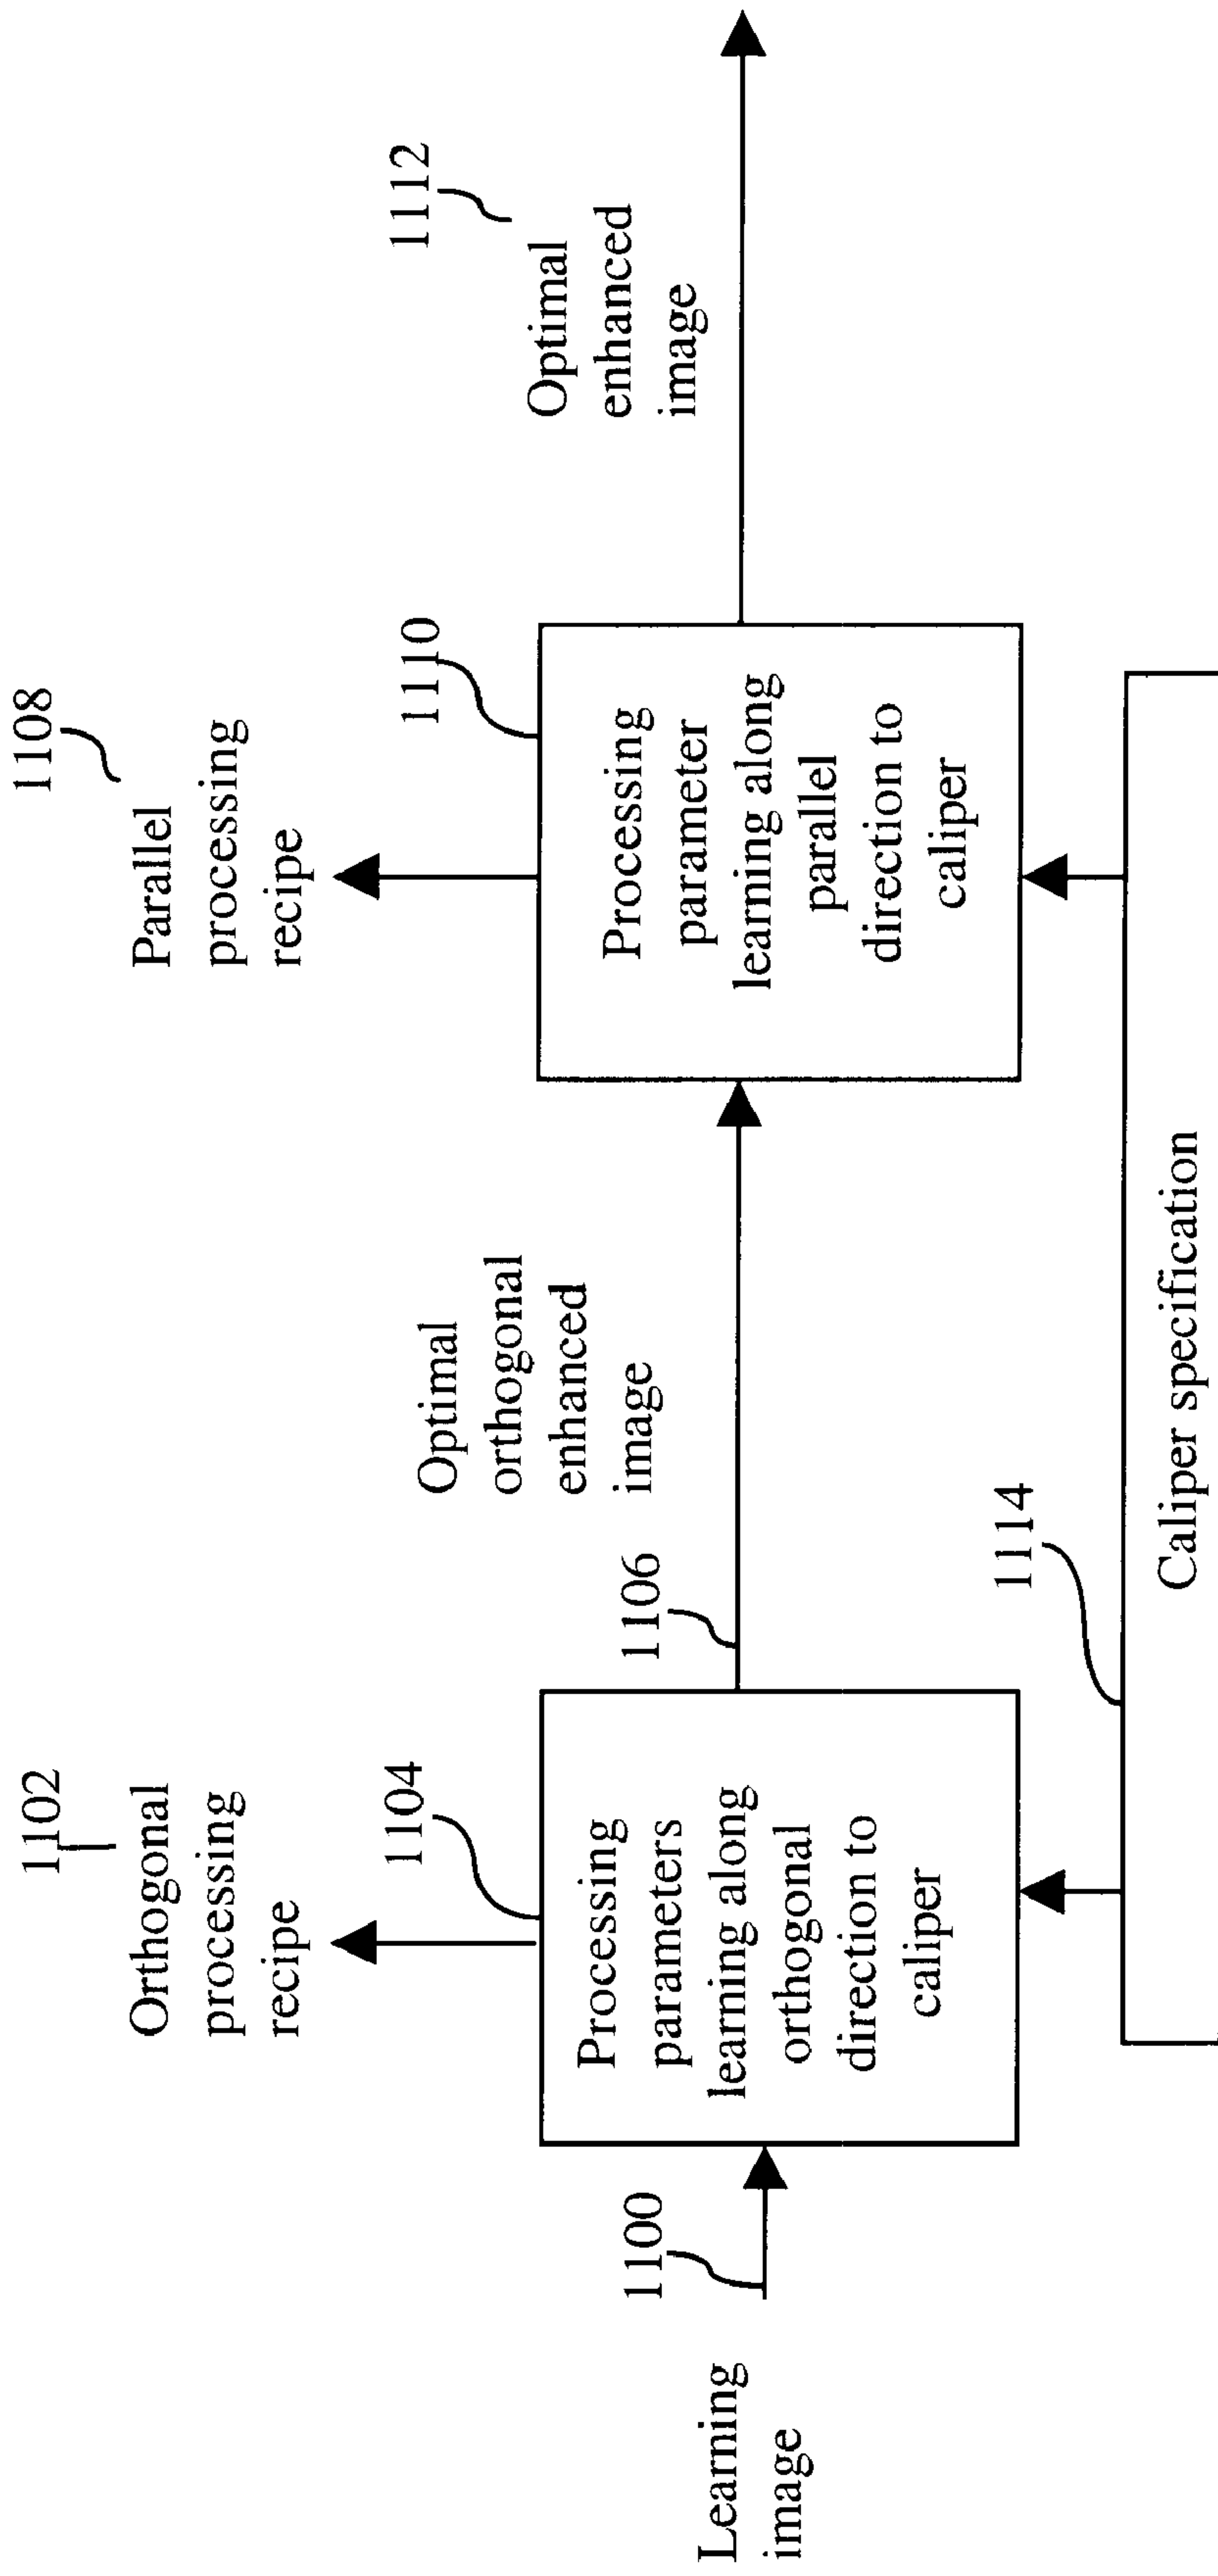 1102
Orthogonal
processing
recipe
1108
Parallel
processing
recipe
1104
1110
1112
Optimal
enhanced
image
Optimal
orthogonal
enhanced
image
Learning
image
1100
Processing
parameters
learning along
orthogonal
direction to
caliper
1106
Processing
parameter
learning along
parallel
direction to
caliper
1114
Caliper specification